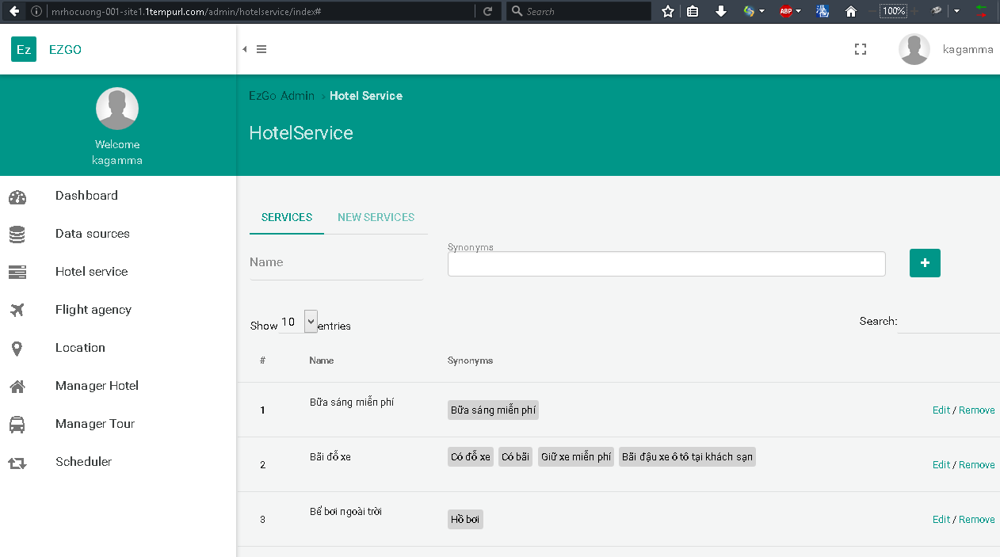 mrhocuong-001-site1.1tempurl.com/admin/hotelservice/index#
Search
ABP
100%
Ez EZGO
kagamma
Welcome
kagamma
EzGo Admin › Hotel Service
HotelService
Dashboard
Data sources
Hotel service
Flight agency
Location
Manager Hotel
Manager Tour
Scheduler
SERVICES NEW SERVICES
Name
Synonyms
+
Show 10 entries
Search:
# Name Synonyms
1 Bữa sáng miễn phí Bữa sáng miễn phí Edit / Remove
2 Bãi đỗ xe Có đỗ xe Có bãi Giữ xe miễn phí Bãi đậu xe ô tô tại khách sạn Edit / Remove
3 Bể bơi ngoài trời Hồ bơi Edit / Remove